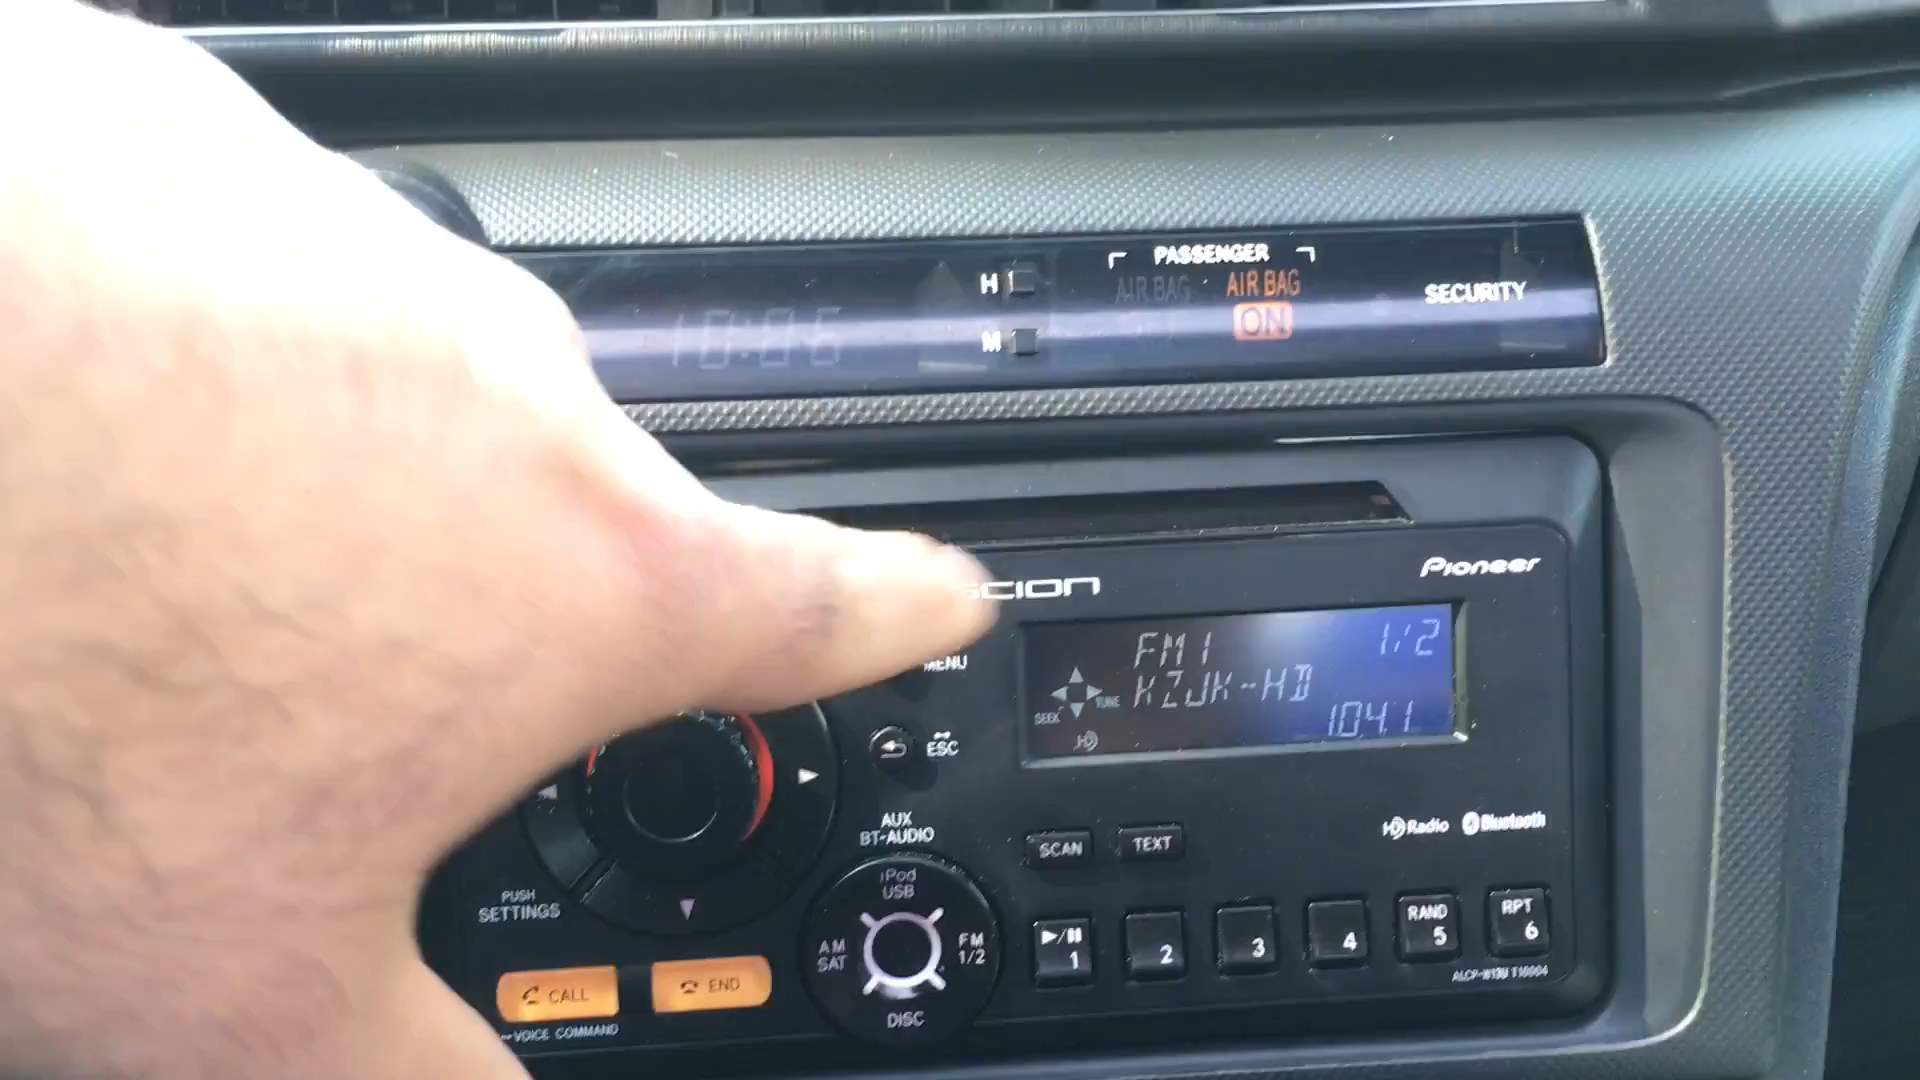 10:06
H
M
PASSENGER
AIR BAG
AIR BAG
ON
SECURITY
SCION
Pioneer
MENU
FM1 1/2
KZJK-HD
104.1
SEEK
TUNE
ESC
AUX
BT-AUDIO
iPod
USB
AM
SAT
FM
1/2
DISC
PUSH
SETTINGS
CALL
END
VOICE COMMAND
SCAN
TEXT
HD Radio
Bluetooth
1
2
3
4
RAND
5
RPT
6